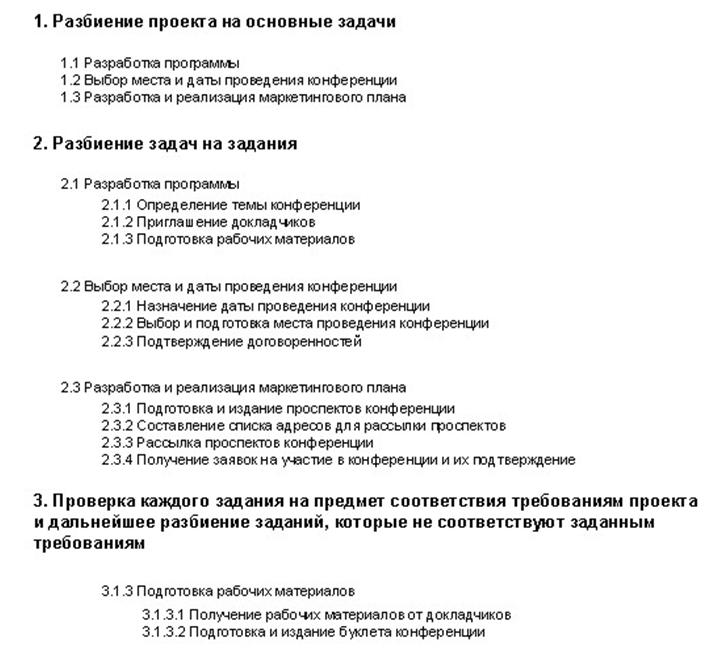 1. Разбиение проекта на основные задачи
1.1 Разработка программы
1.2 Выбор места и даты проведения конференции
1.3 Разработка и реализация маркетингового плана
2. Разбиение задач на задания
2.1 Разработка программы
2.1.1 Определение темы конференции
2.1.2 Приглашение докладчиков
2.1.3 Подготовка рабочих материалов
2.2 Выбор места и даты проведения конференции
2.2.1 Назначение даты проведения конференции
2.2.2 Выбор и подготовка места проведения конференции
2.2.3 Подтверждение договоренностей
2.3 Разработка и реализация маркетингового плана
2.3.1 Подготовка и издание проспектов конференции
2.3.2 Составление списка адресов для рассылки проспектов
2.3.3 Рассылка проспектов конференции
2.3.4 Получение заявок на участие в конференции и их подтверждение
3. Проверка каждого задания на предмет соответствия требованиям проекта
и дальнейшее разбиение заданий, которые не соответствуют заданным
требованиям
3.1.3 Подготовка рабочих материалов
3.1.3.1 Получение рабочих материалов от докладчиков
3.1.3.2 Подготовка и издание буклета конференции